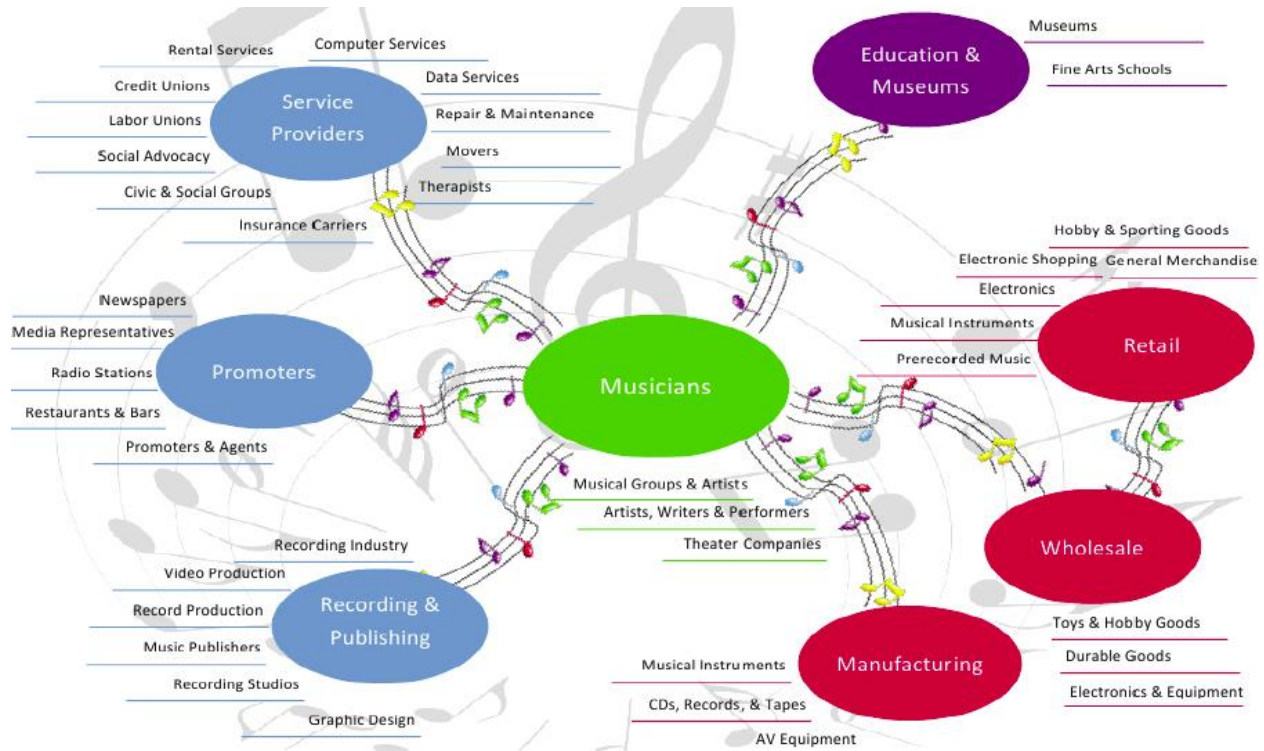 Rental Services
Computer Services
Credit Unions
Data Services
Service
Providers
Labor Unions
Repair & Maintenance
Social Advocacy
Movers
Civic & Social Groups
Therapists
Insurance Carriers
Education &
Museums
Museums
Fine Arts Schools
Newspapers
Media Representatives
Radio Stations
Promoters
Restaurants & Bars
Promoters & Agents
Musicians
Musical Groups & Artists
Artists, Writers & Performers
Theater Companies
Hobby & Sporting Goods
Electronic Shopping
General Merchandise
Electronics
Musical Instruments
Retail
Prerecorded Music
Wholesale
Toys & Hobby Goods
Durable Goods
Electronics & Equipment
Recording Industry
Video Production
Record Production
Recording &
Publishing
Music Publishers
Recording Studios
Graphic Design
Manufacturing
Musical Instruments
CDs, Records, & Tapes
AV Equipment